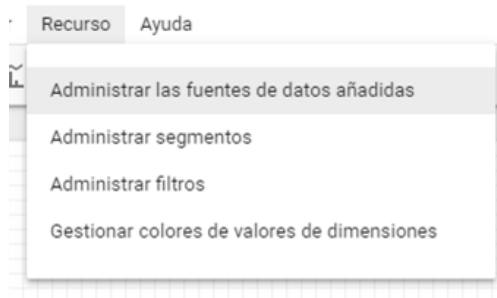 Recurso Ayuda
Administrar las fuentes de datos añadidas
Administrar segmentos
Administrar filtros
Gestionar colores de valores de dimensiones